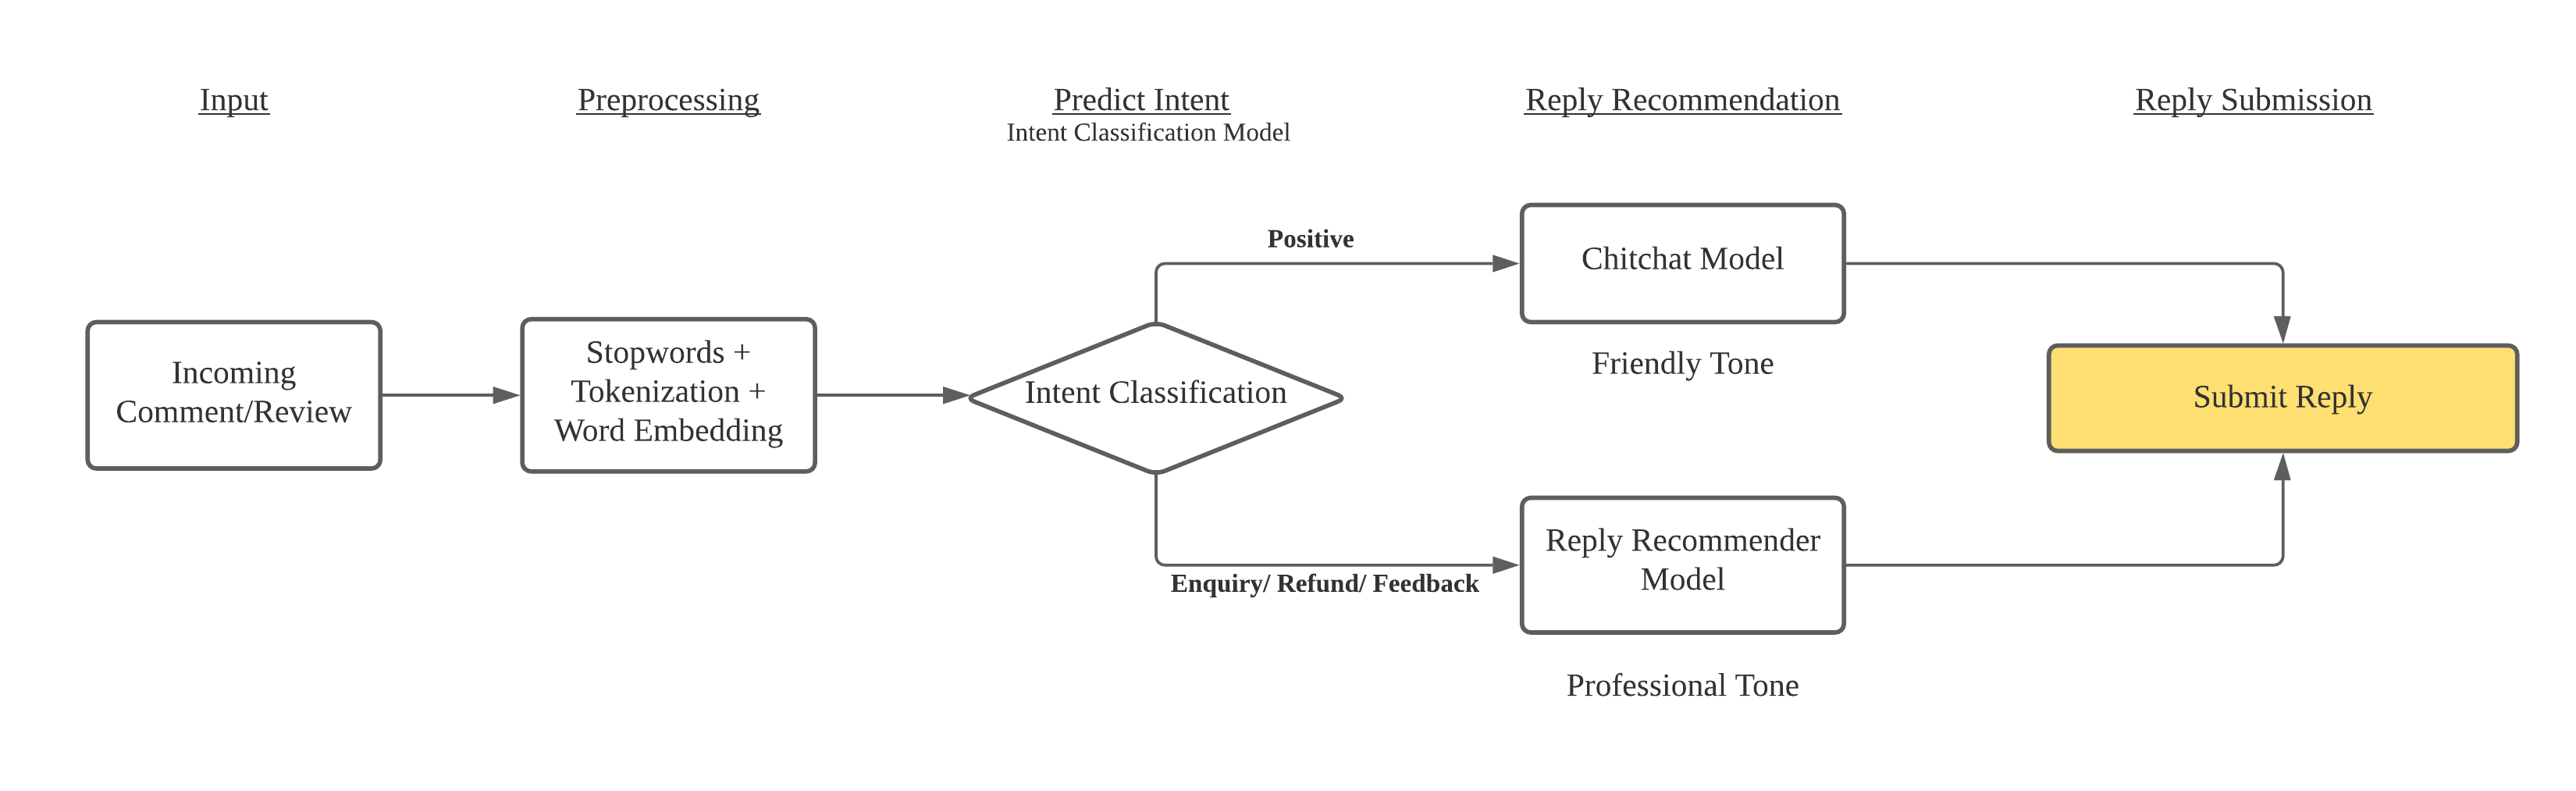 Input
Preprocessing
Predict Intent
Intent Classification Model
Reply Recommendation
Reply Submission
Incoming
Comment/Review
Stopwords +
Tokenization +
Word Embedding
Intent Classification
Positive
Enquiry/ Refund/ Feedback
Chitchat Model
Friendly Tone
Reply Recommender
Model
Professional Tone
Submit Reply